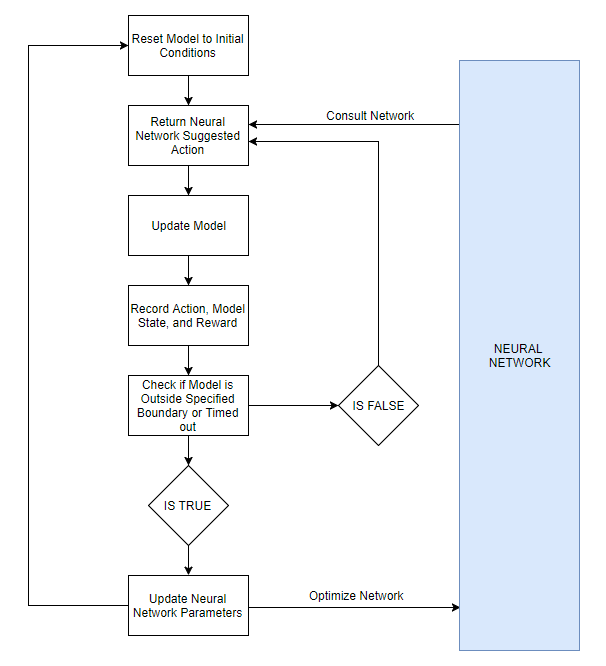 Reset Model to Initial
Conditions
Consult Network
Return Neural
Network Suggested
Action
Update Model
Record Action, Model
State, and Reward
NEURAL
NETWORK
Check if Model is
Outside Specified
Boundary or Timed
out
IS FALSE
IS TRUE
Update Neural
Network Parameters
Optimize Network